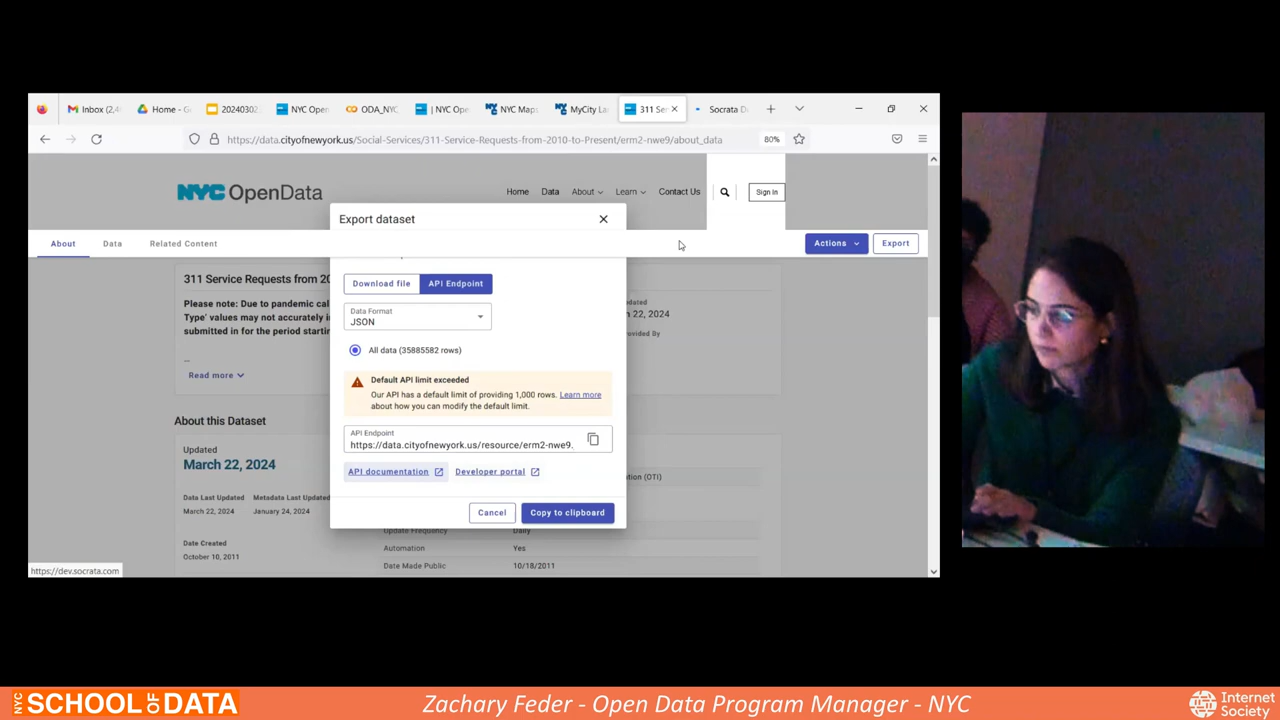 Inbox (2,4
Home - G
20240302
NYC Open
ODA_NYC
| NYC Ope
NYC Maps
MyCity La
311 Ser
Socrata D
https://data.cityofnewyork.us/Social-Services/311-Service-Requests-from-2010-to-Present/erm2-nwe9/about_data
80%
NYC OpenData
Home
Data
About
Learn
Contact Us
Sign In
Export dataset
About
Data
Related Content
Actions
Export
311 Service Requests from 20
Please note: Due to pandemic cal
Type' values may not accurately i
submitted in for the period startin
...
Read more
Download file
API Endpoint
Data Format
JSON
All data (35885582 rows)
Default API limit exceeded
Our API has a default limit of providing 1,000 rows. Learn more
about how you can modify the default limit.
API Endpoint
https://data.cityofnewyork.us/resource/erm2-nwe9.
API documentation
Developer portal
Cancel
Copy to clipboard
pdated
h 22, 2024
ovided By
About this Dataset
Updated
March 22, 2024
Data Last Updated
Metadata Last Updated
March 22, 2024
January 24, 2024
Date Created
October 10, 2011
ation (OTI)
Update Frequency
Daily
Automation
Yes
Date Made Public
10/18/2011
https://dev.socrata.com
NYC SCHOOL OF DATA
Zachary Feder - Open Data Program Manager - NYC
Internet
Society